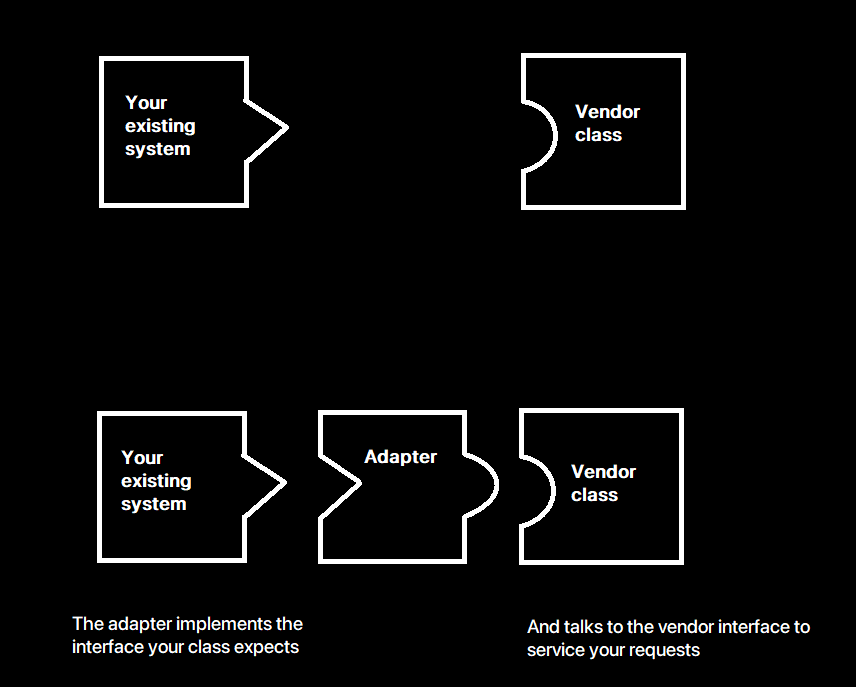 Your
existing
system
Vendor
class
Your
existing
system
Adapter
Vendor
class
The adapter implements the
interface your class expects
And talks to the vendor interface to
service your requests